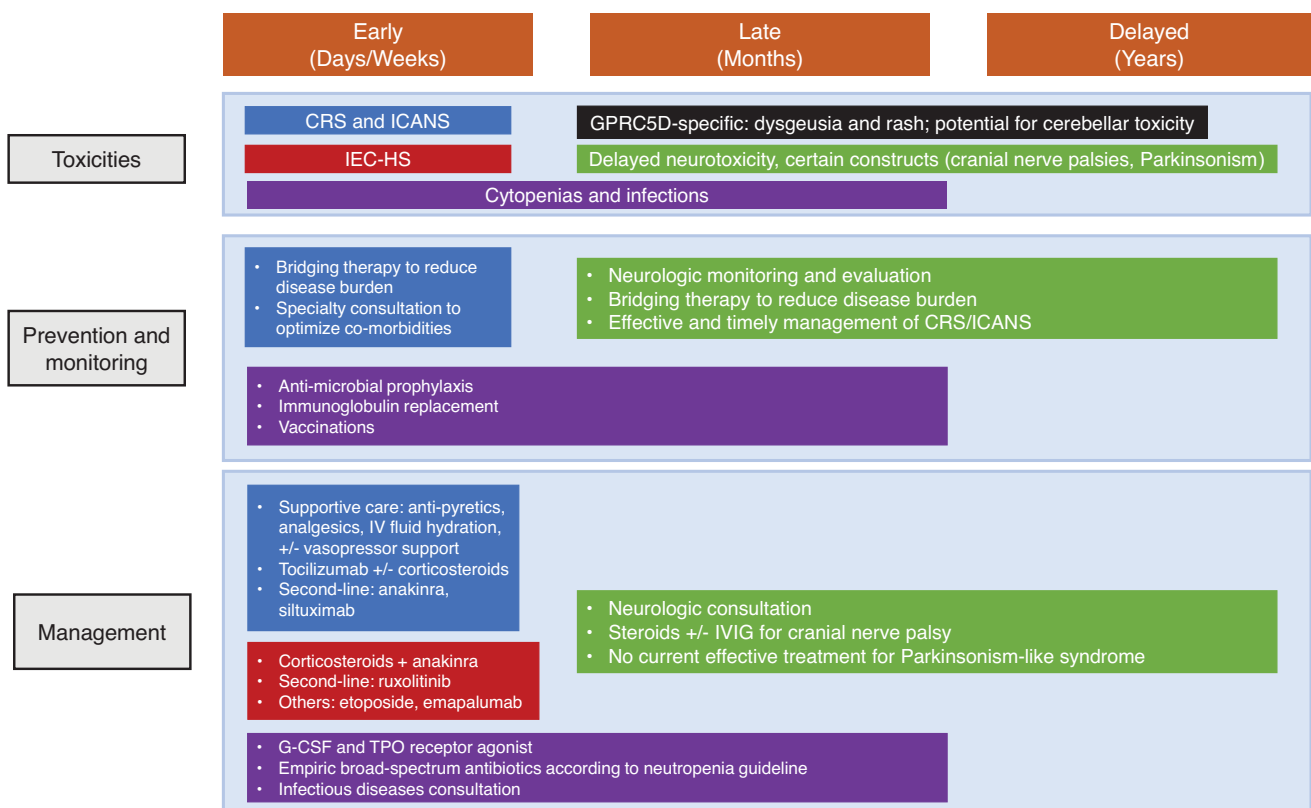 Early
(Days/Weeks)
Late
(Months)
Delayed
(Years)
Toxicities
CRS and ICANS
GPRC5D-specific: dysgeusia and rash; potential for cerebellar toxicity
IEC-HS
Delayed neurotoxicity, certain constructs (cranial nerve palsies, Parkinsonism)
Cytopenias and infections
Prevention and
monitoring
• Bridging therapy to reduce
disease burden
• Specialty consultation to
optimize co-morbidities
• Neurologic monitoring and evaluation
• Bridging therapy to reduce disease burden
• Effective and timely management of CRS/ICANS
• Anti-microbial prophylaxis
• Immunoglobulin replacement
• Vaccinations
Management
• Supportive care: anti-pyretics,
analgesics, IV fluid hydration,
+/- vasopressor support
• Tocilizumab +/- corticosteroids
• Second-line: anakinra,
siltuximab
• Neurologic consultation
• Steroids +/- IVIG for cranial nerve palsy
• No current effective treatment for Parkinsonism-like syndrome
• Corticosteroids + anakinra
• Second-line: ruxolitinib
• Others: etoposide, emapalumab
• G-CSF and TPO receptor agonist
• Empiric broad-spectrum antibiotics according to neutropenia guideline
• Infectious diseases consultation